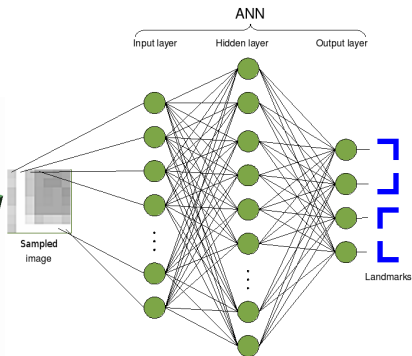 ANN
Input layer
Hidden layer
Output layer
Sampled
image
Landmarks